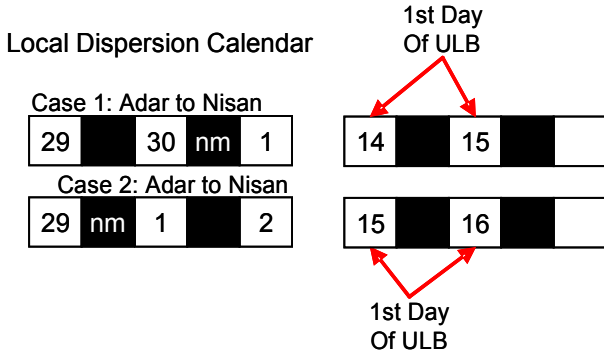 1st Day
Of ULB
Local Dispersion Calendar
Case 1: Adar to Nisan
29 30 nm 1 14 15
Case 2: Adar to Nisan
29 nm 1 2 15 16
1st Day
Of ULB